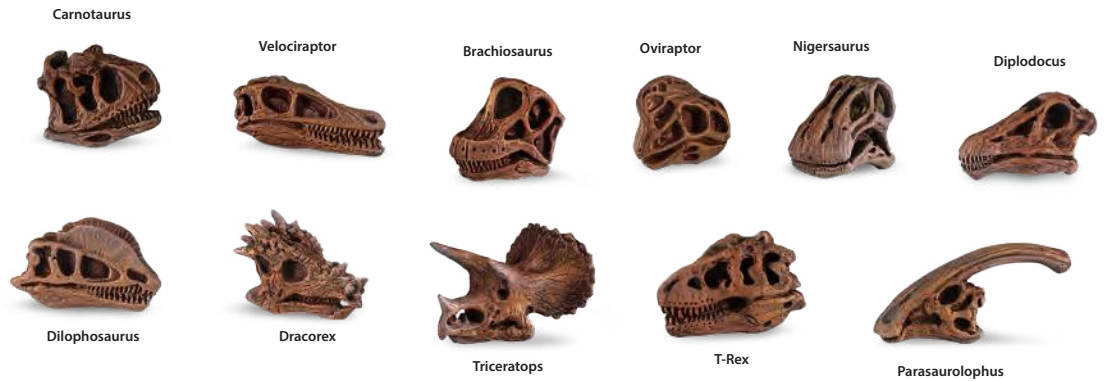 Carnotaurus
Velociraptor
Brachiosaurus
Oviraptor
Nigersaurus
Diplodocus
Dilophosaurus
Dracorex
Triceratops
T-Rex
Parasaurolophus